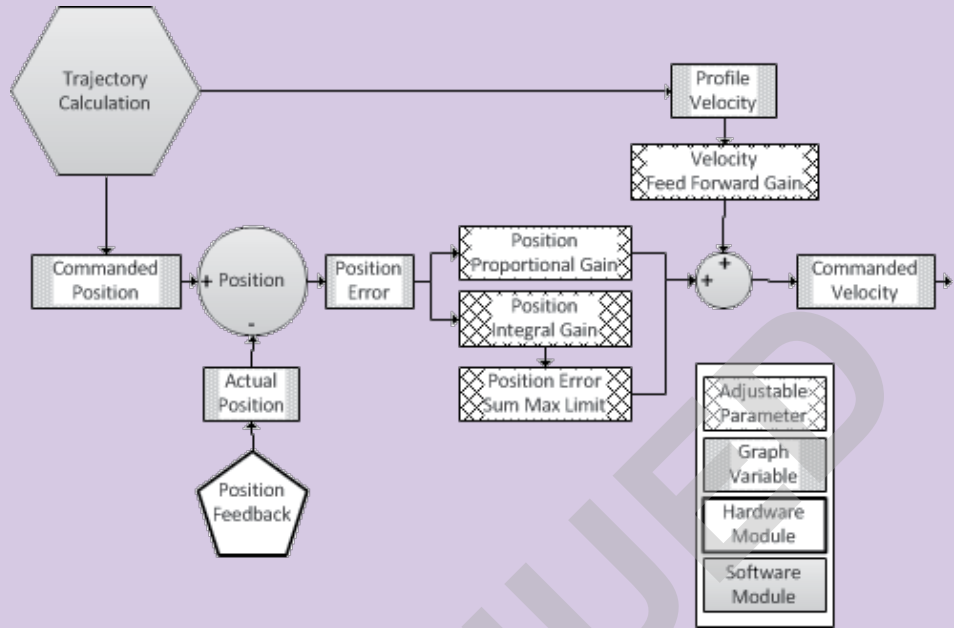 Trajectory
Calculation
Profile
Velocity
Velocity
Feed Forward Gain
Commanded
Position
+
Position
-
Position
Error
Position
Proportional Gain
Position
Integral Gain
Position Error
Sum Max Limit
+
+
Commanded
Velocity
Actual
Position
Position
Feedback
Adjustable
Parameter
Graph
Variable
Hardware
Module
Software
Module
UED